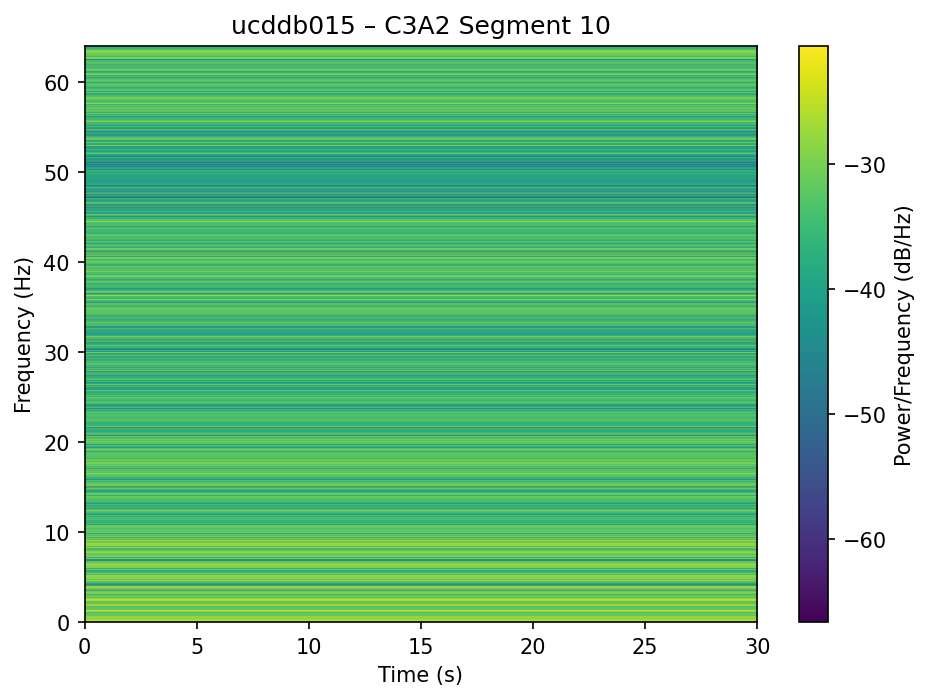 ucddb015 – C3A2 Segment 10
Frequency (Hz)
60
50
40
30
20
10
0
0 5 10 15 20 25 30
Time (s)
−30
−40
−50
−60
Power/Frequency (dB/Hz)